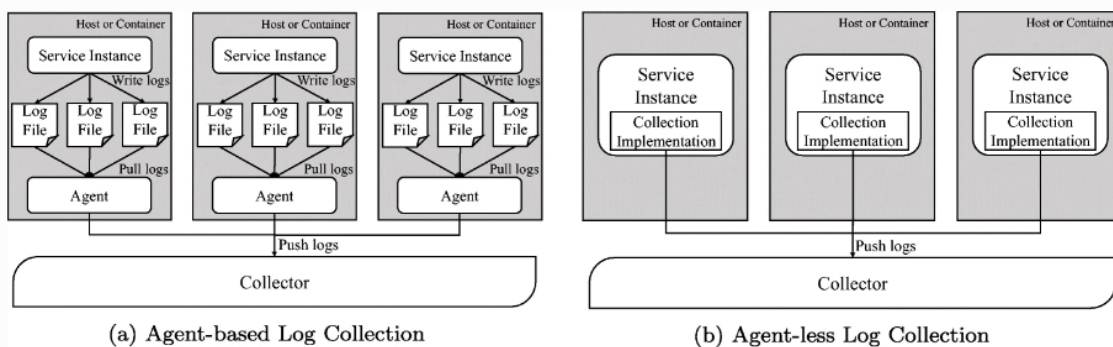 Host or Container
Service Instance
Write logs
Log
File
Log
File
Log
File
Pull logs
Agent
Host or Container
Service Instance
Write logs
Log
File
Log
File
Log
File
Pull logs
Agent
Host or Container
Service Instance
Write logs
Log
File
Log
File
Log
File
Pull logs
Agent
Push logs
Collector
(a) Agent-based Log Collection
Host or Container
Service
Instance
Collection
Implementation
Host or Container
Service
Instance
Collection
Implementation
Host or Container
Service
Instance
Collection
Implementation
Push logs
Collector
(b) Agent-less Log Collection